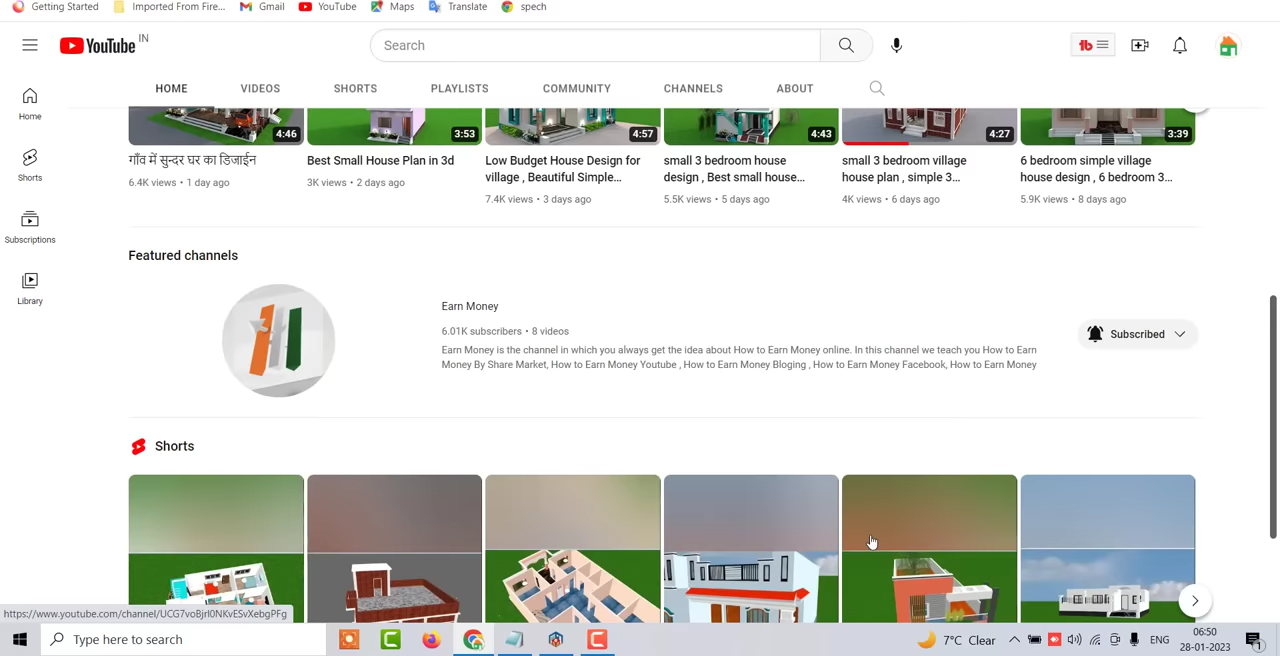 Getting Started Imported From Fire... Gmail YouTube Maps Translate spech
YouTube IN
Search
HOME VIDEOS SHORTS PLAYLISTS COMMUNITY CHANNELS ABOUT
Home
Shorts
Subscriptions
Library
4:46 3:53 4:57 4:43 4:27 3:39
गाँव में सुन्दर घर का डिजाईन
6.4K views • 1 day ago
Best Small House Plan in 3d
3K views • 2 days ago
Low Budget House Design for
village , Beautiful Simple...
7.4K views • 3 days ago
small 3 bedroom house
design , Best small house...
5.5K views • 5 days ago
small 3 bedroom village
house plan , simple 3...
4K views • 6 days ago
6 bedroom simple village
house design , 6 bedroom 3...
5.9K views • 8 days ago
Featured channels
Earn Money
6.01K subscribers • 8 videos
Earn Money is the channel in which you always get the idea about How to Earn Money online. In this channel we teach you How to Earn
Money By Share Market, How to Earn Money Youtube , How to Earn Money Bloging , How to Earn Money Facebook, How to Earn Money
Subscribed
Shorts
https://www.youtube.com/channel/UCG7voBjrl0NKvESvXebgPFg
Type here to search
7°C Clear
ENG
06:50
28-01-2023
1